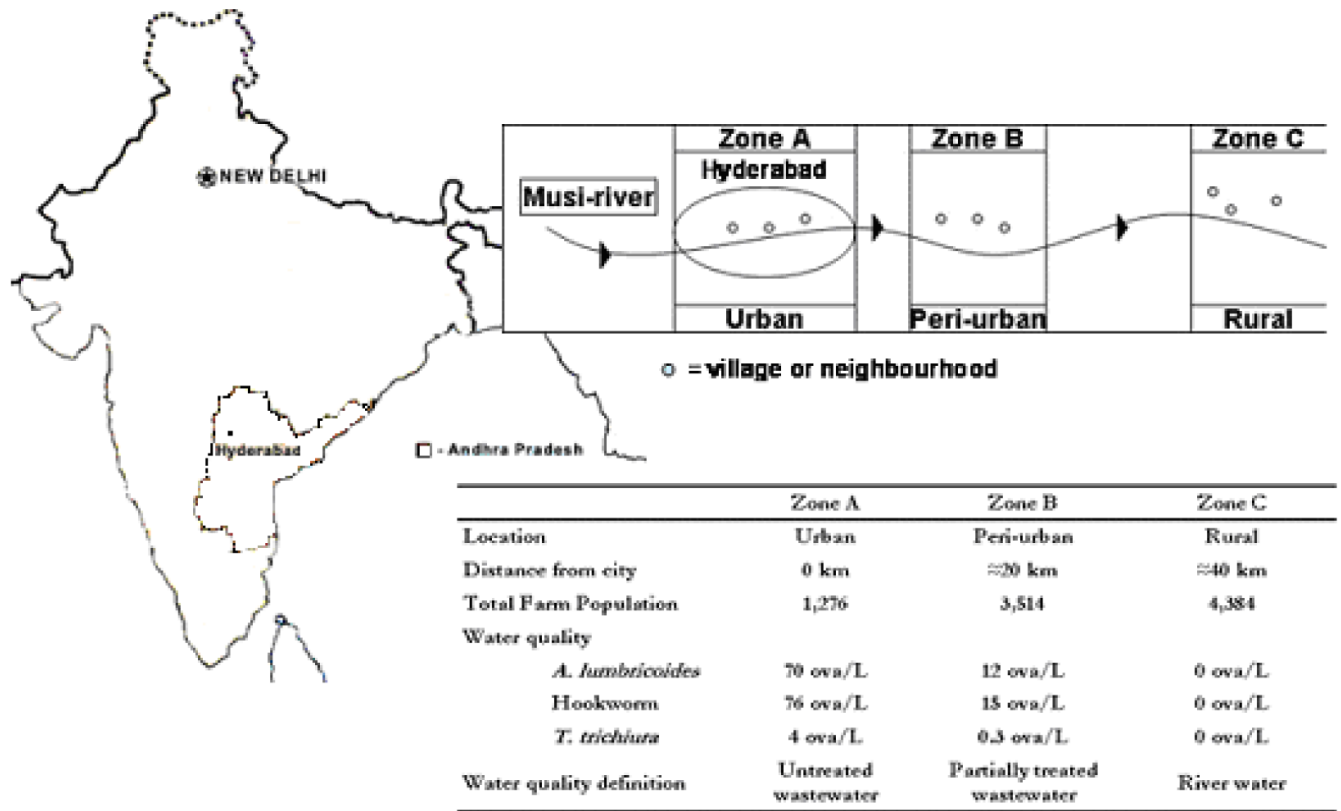 NEW DELHI
Zone A Zone B Zone C
Hyderabad
Musi-river
Urban Peri-urban Rural
= village or neighbourhood
Hyderabad
- Andhra Pradesh
Zone A Zone B Zone C
Location Urban Peri-urban Rural
Distance from city 0 km ≈20 km ≈40 km
Total Farm Population 1,276 3,514 4,384
Water quality
A. lumbricoides 70 ova/L 12 ova/L 0 ova/L
Hookworm 76 ova/L 15 ova/L 0 ova/L
T. trichiura 4 ova/L 0.3 ova/L 0 ova/L
Water quality definition Untreated wastewater Partially treated wastewater River water